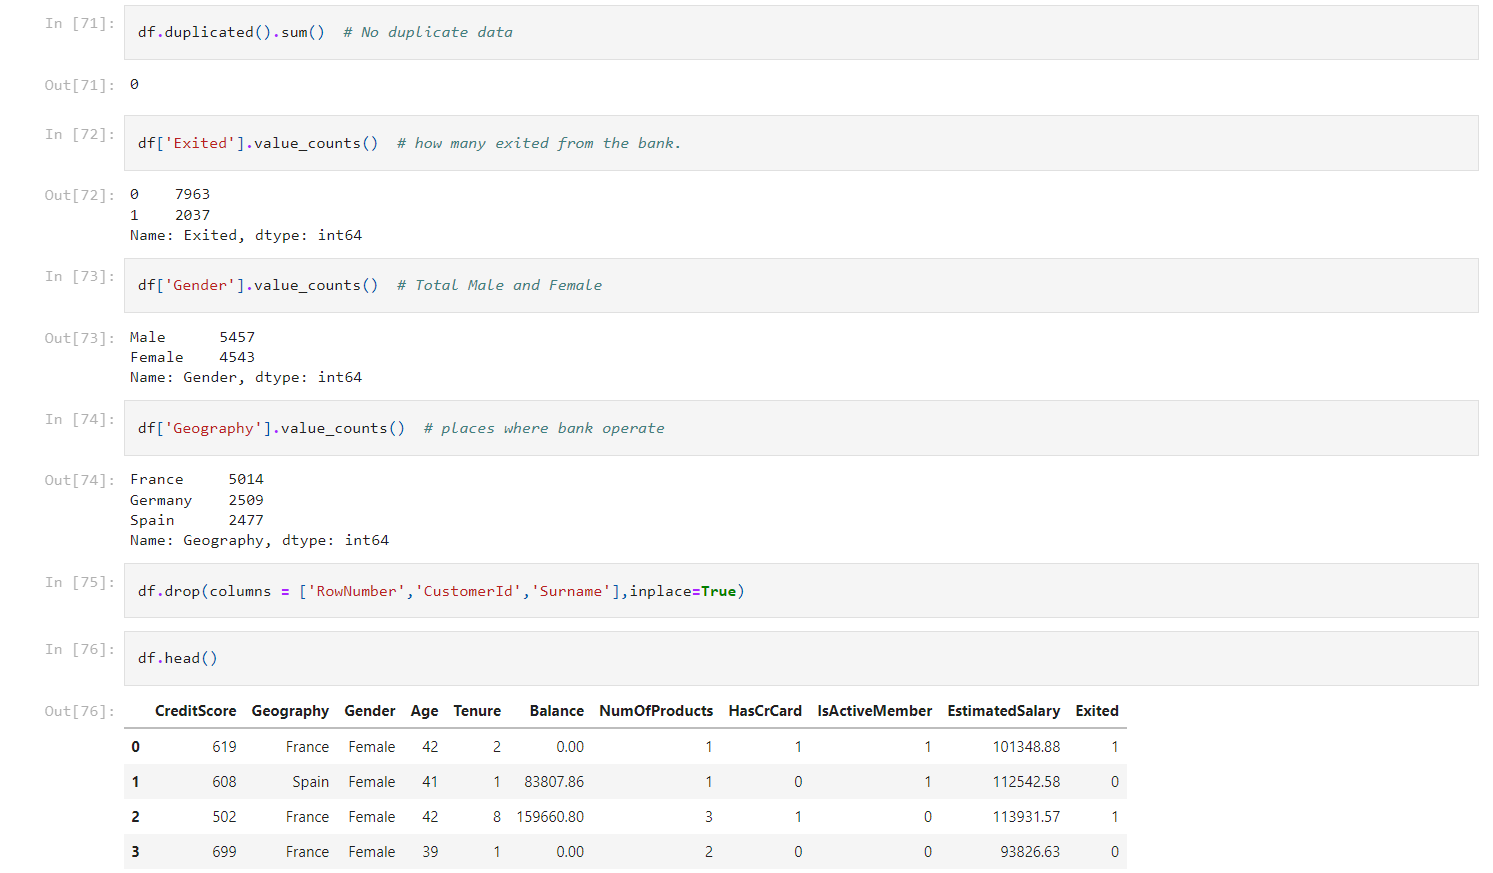 In [71]: df.duplicated().sum()  # No duplicate data
Out[71]: 0
In [72]: df['Exited'].value_counts()  # how many exited from the bank.
Out[72]: 0    7963
1    2037
Name: Exited, dtype: int64
In [73]: df['Gender'].value_counts()  # Total Male and Female
Out[73]: Male      5457
Female    4543
Name: Gender, dtype: int64
In [74]: df['Geography'].value_counts()  # places where bank operate
Out[74]: France     5014
Germany    2509
Spain      2477
Name: Geography, dtype: int64
In [75]: df.drop(columns = ['RowNumber','CustomerId','Surname'],inplace=True)
In [76]: df.head()
Out[76]: CreditScore Geography Gender Age Tenure Balance NumOfProducts HasCrCard IsActiveMember EstimatedSalary Exited
0 619 France Female 42 2 0.00 1 1 1 101348.88 1
1 608 Spain Female 41 1 83807.86 1 0 1 112542.58 0
2 502 France Female 42 8 159660.80 3 1 0 113931.57 1
3 699 France Female 39 1 0.00 2 0 0 93826.63 0